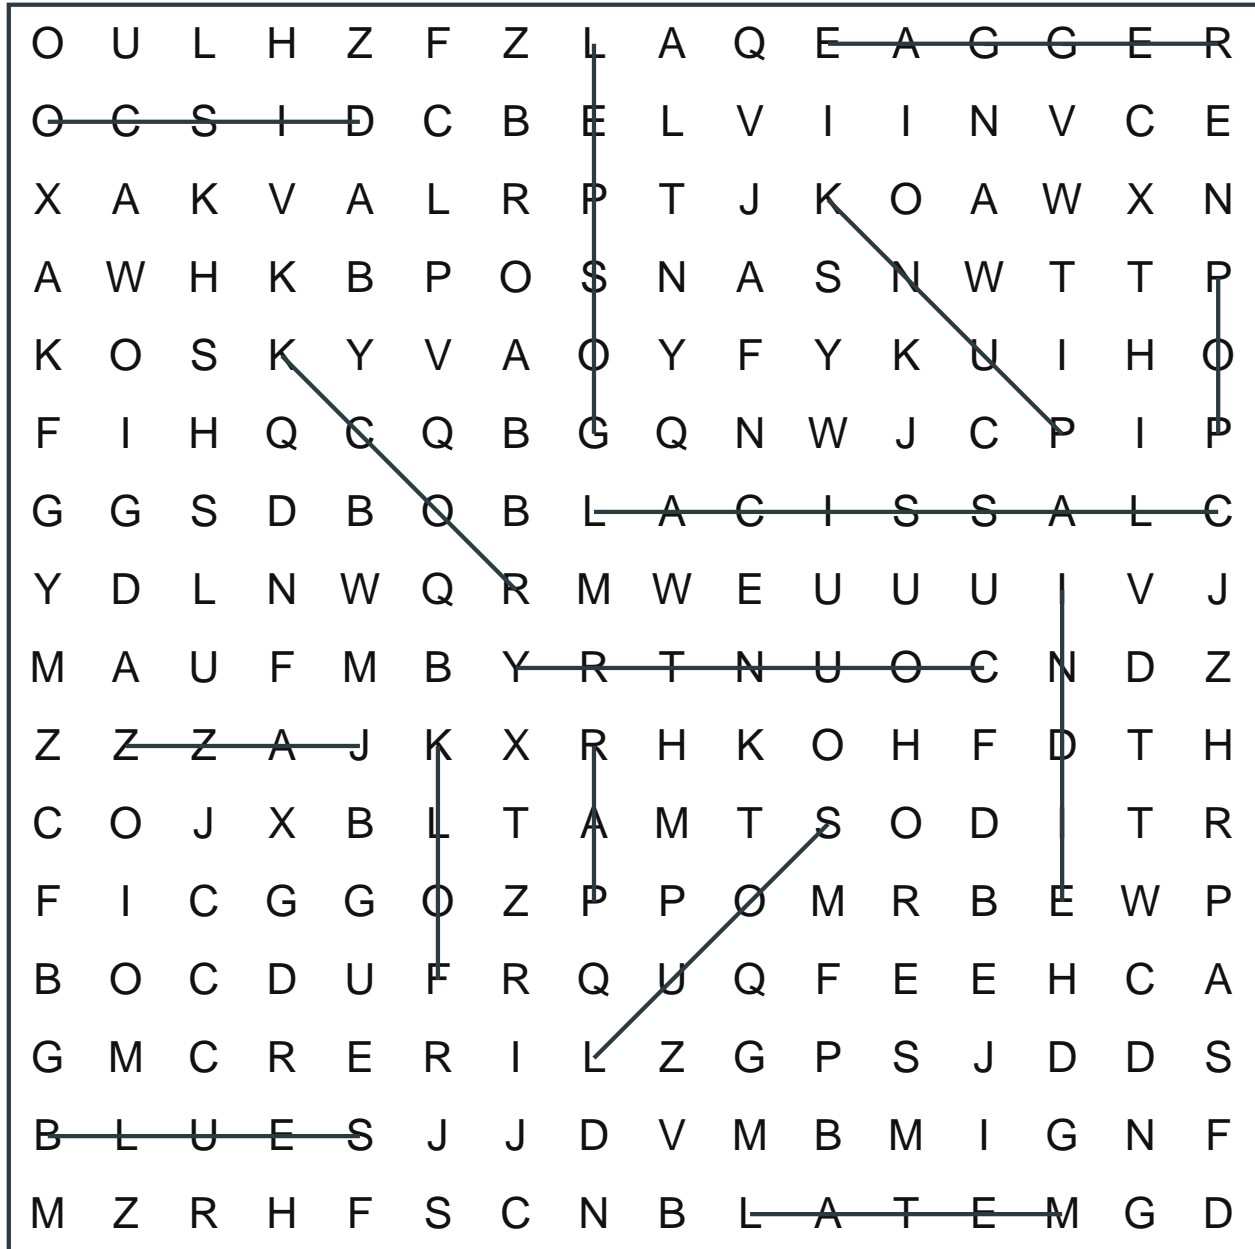 O U L H Z F Z L A Q E A G G E R
O C S I D C B E L V I I N V C E
X A K V A L R P T J K O A W X N
A W H K B P O S N A S N W T T P
K O S K Y V A O Y F Y K U I H O
F I H Q C Q B G Q N W J C P I P
G G S D B O B L A C I S S A L C
Y D L N W Q R M W E U U U I V J
M A U F M B Y R T N U O C N D Z
Z Z Z A J K X R H K O H F D T H
C O J X B L T A M T S O D I T R
F I C G G O Z P P O M R B E W P
B O C D U F R Q U Q F E E H C A
G M C R E R I L Z G P S J D D S
B L U E S J J D V M B M I G N F
M Z R H F S C N B L A T E M G D